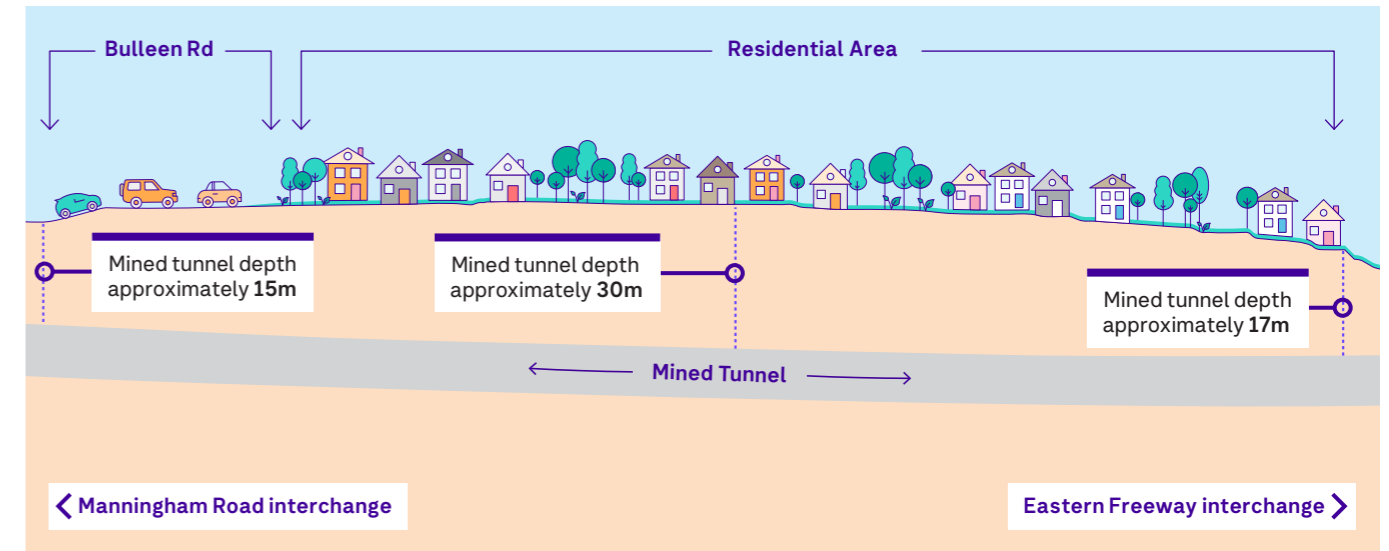 Bulleen Rd
Residential Area
Mined tunnel depth
approximately 15m
Mined tunnel depth
approximately 30m
Mined tunnel depth
approximately 17m
Mined Tunnel
Manningham Road interchange
Eastern Freeway interchange